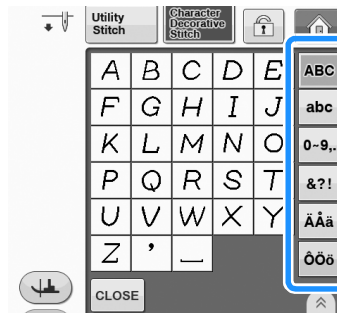 Utility Stitch
Character Decorative Stitch
A B C D E ABC
F G H I J abc
K L M N O 0~9,.
P Q R S T &?!
U V W X Y ÄÅä
Z ’ _ ÔÖö
CLOSE